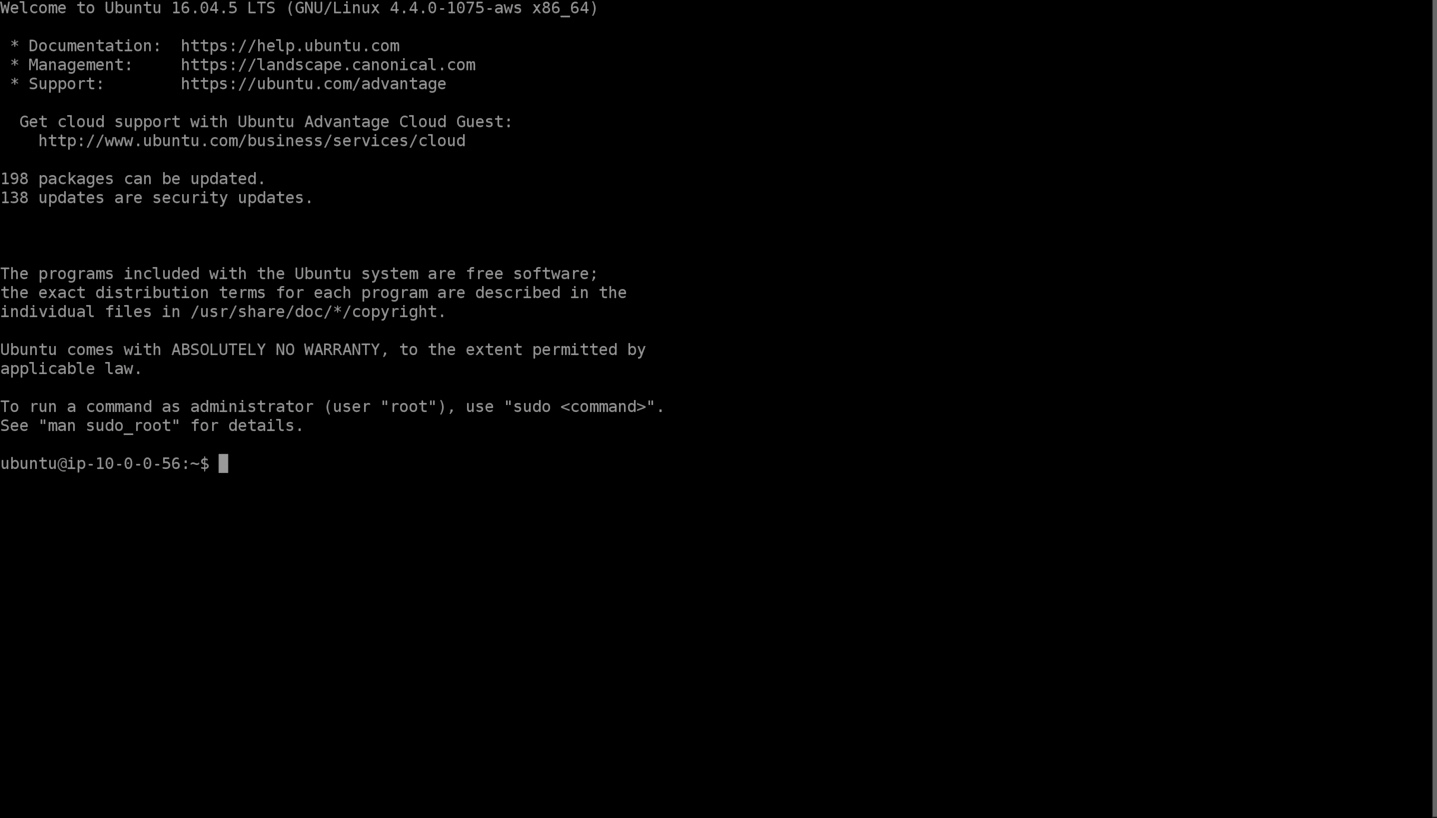 Welcome to Ubuntu 16.04.5 LTS (GNU/Linux 4.4.0-1075-aws x86_64)
* Documentation:  https://help.ubuntu.com
* Management:     https://landscape.canonical.com
* Support:        https://ubuntu.com/advantage
Get cloud support with Ubuntu Advantage Cloud Guest:
http://www.ubuntu.com/business/services/cloud
198 packages can be updated.
138 updates are security updates.
The programs included with the Ubuntu system are free software;
the exact distribution terms for each program are described in the
individual files in /usr/share/doc/*/copyright.
Ubuntu comes with ABSOLUTELY NO WARRANTY, to the extent permitted by
applicable law.
To run a command as administrator (user "root"), use "sudo <command>".
See "man sudo_root" for details.
ubuntu@ip-10-0-0-56:~$